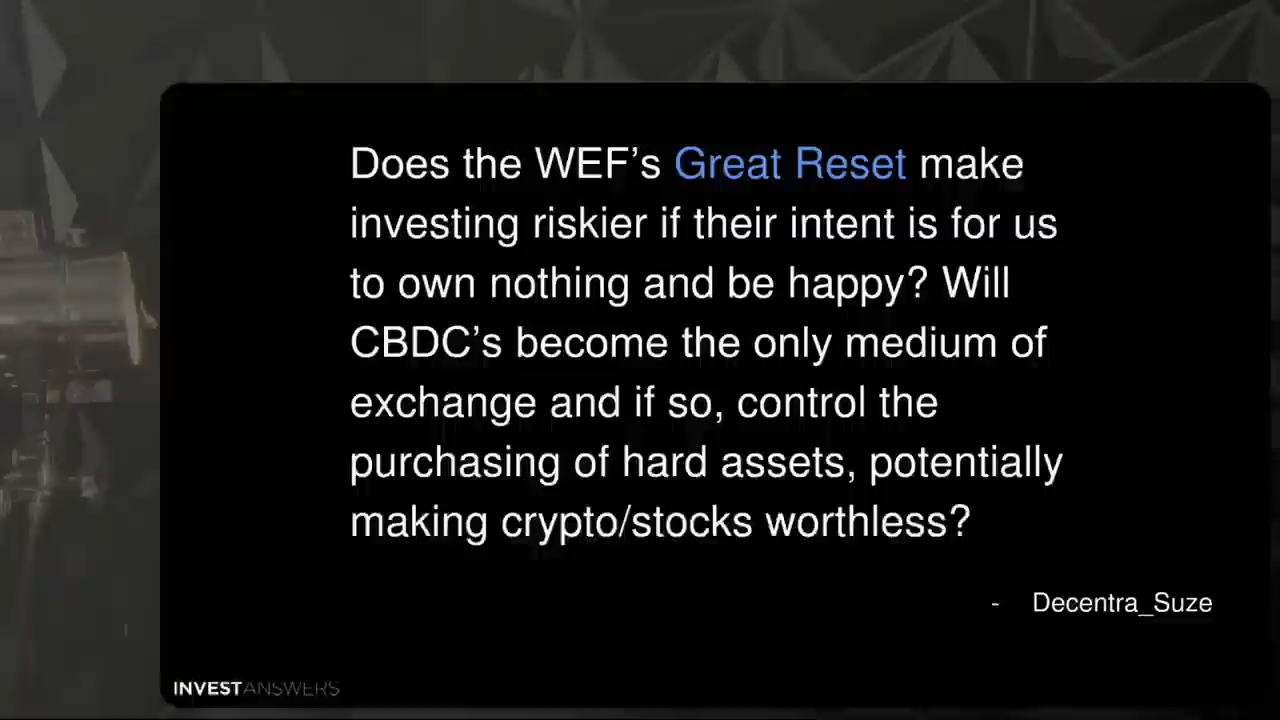 Does the WEF’s Great Reset make
investing riskier if their intent is for us
to own nothing and be happy? Will
CBDC’s become the only medium of
exchange and if so, control the
purchasing of hard assets, potentially
making crypto/stocks worthless?
- Decentra_Suze
INVESTANSWERS